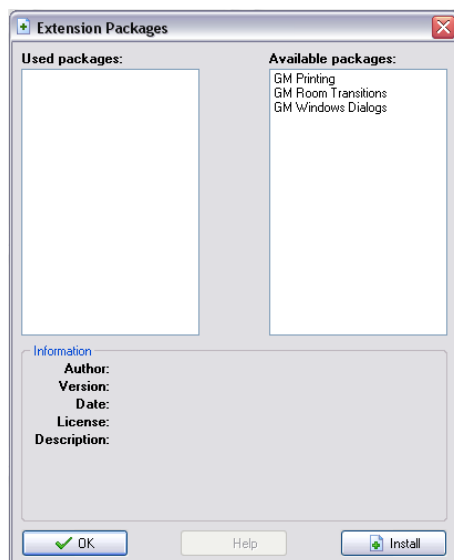 Extension Packages
Used packages:
Available packages:
GM Printing
GM Room Transitions
GM Windows Dialogs
Information
Author:
Version:
Date:
License:
Description:
OK
Help
Install